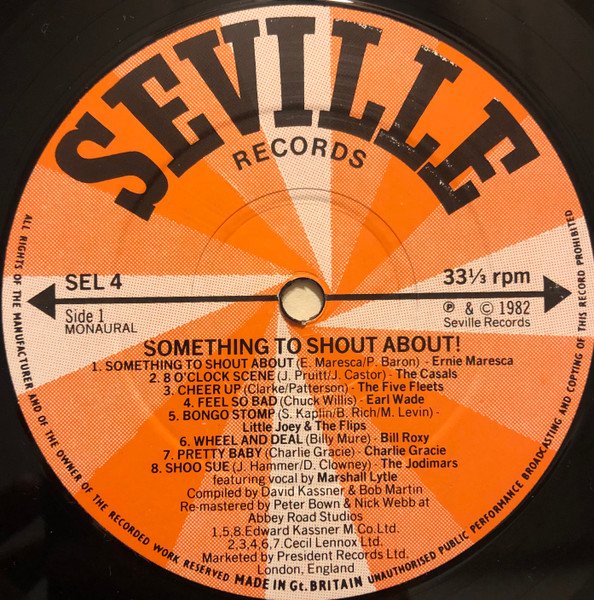 SEVILLE
RECORDS
SEL 4
33⅓ rpm
Side 1
MONAURAL
℗ & © 1982
Seville Records
SOMETHING TO SHOUT ABOUT!
1. SOMETHING TO SHOUT ABOUT (E. Maresca/P. Baron) - Ernie Maresca
2. 8 O'CLOCK SCENE (J. Pruitt/J. Castor) - The Casals
3. CHEER UP (Clarke/Patterson) - The Five Fleets
4. FEEL SO BAD (Chuck Willis) - Earl Wade
5. BONGO STOMP (S. Kaplin/B. Rich/M. Levin) -
Little Joey & The Flips
6. WHEEL AND DEAL (Billy Mure) - Bill Roxy
7. PRETTY BABY (Charlie Gracie) - Charlie Gracie
8. SHOO SUE (J. Hammer/D. Clowney) - The Jodimars
featuring vocal by Marshall Lytle
Compiled by David Kassner & Bob Martin
Re-mastered by Peter Bown & Nick Webb at
Abbey Road Studios
1,5,8. Edward Kassner M.Co.Ltd.
2,3,4,6,7. Cecil Lennox Ltd.
Marketed by President Records Ltd.
London, England
ALL RIGHTS OF THE MANUFACTURER AND OF THE OWNER OF THE RECORDED WORK RESERVED MADE IN Gt. BRITAIN UNAUTHORISED PUBLIC PERFORMANCE BROADCASTING AND COPYING OF THIS RECORD PROHIBITED